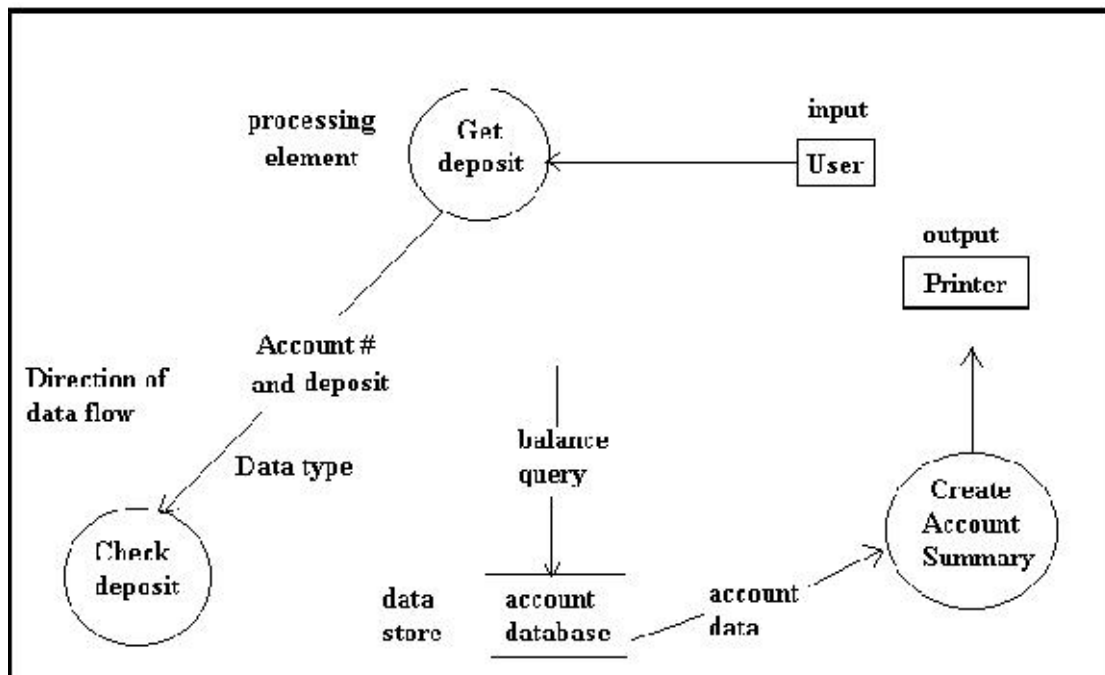 processing
element
Get
deposit
input
User
output
Printer
Account #
and deposit
Direction of
data flow
Data type
Check
deposit
balance
query
data
store
account
database
account
data
Create
Account
Summary